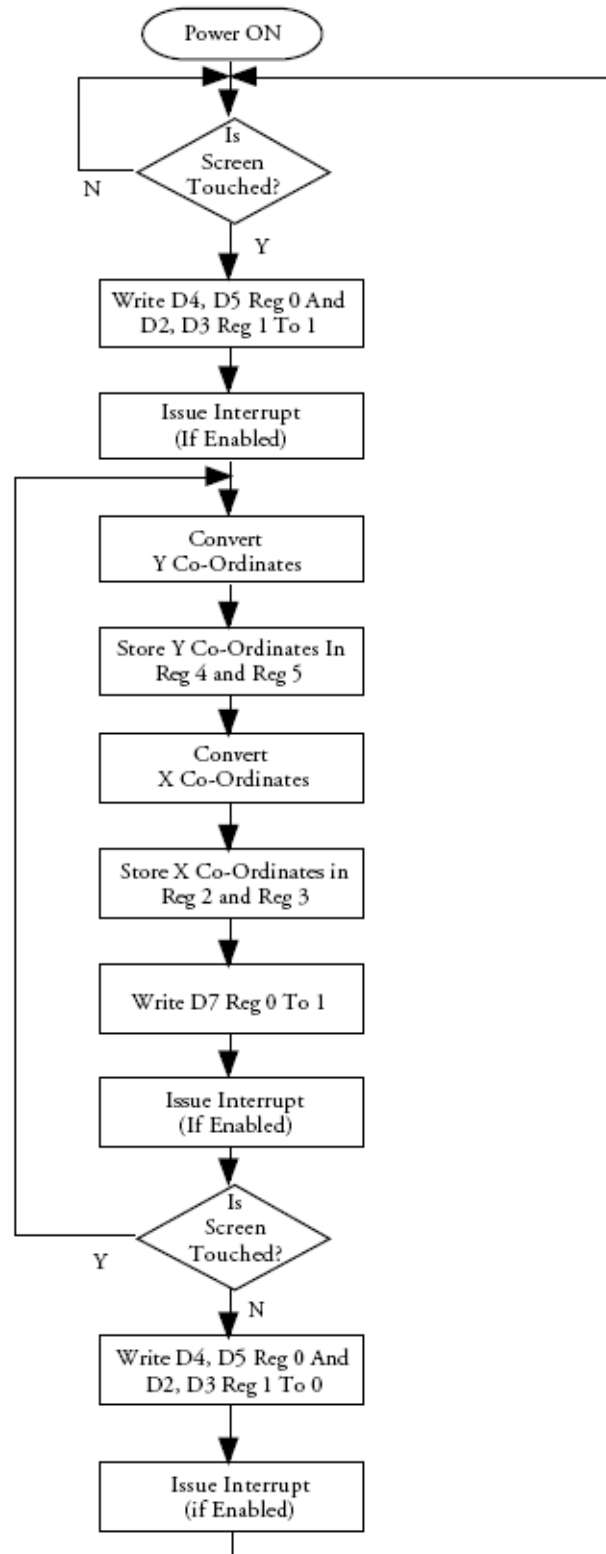 Power ON
Is
Screen
Touched?
N
Y
Write D4, D5 Reg 0 And
D2, D3 Reg 1 To 1
Issue Interrupt
(If Enabled)
Convert
Y Co-Ordinates
Store Y Co-Ordinates In
Reg 4 and Reg 5
Convert
X Co-Ordinates
Store X Co-Ordinates in
Reg 2 and Reg 3
Write D7 Reg 0 To 1
Issue Interrupt
(If Enabled)
Is
Screen
Touched?
Y
N
Write D4, D5 Reg 0 And
D2, D3 Reg 1 To 0
Issue Interrupt
(if Enabled)